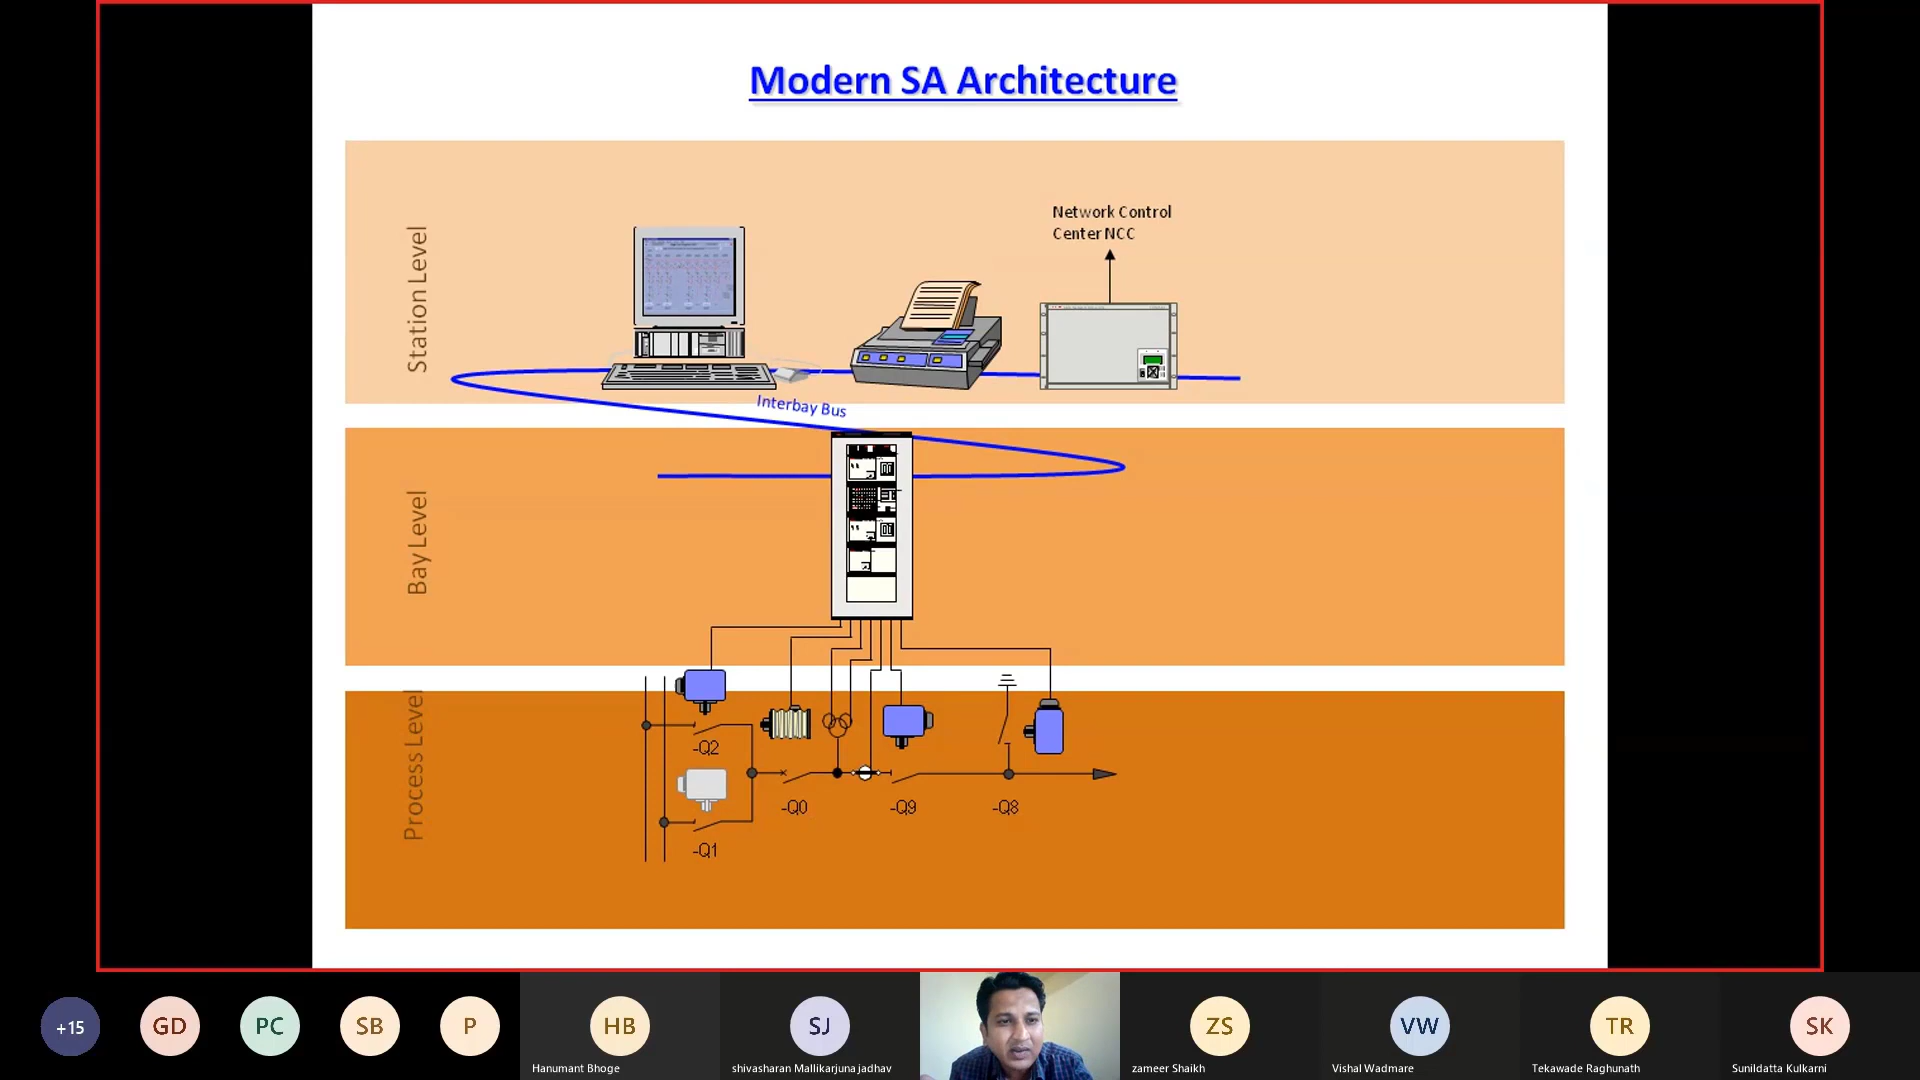 Modern SA Architecture
Network Control
Center NCC
Station Level
Interbay Bus
Bay Level
Process Level
-Q2
-Q0
-Q9
-Q8
-Q1
+15
GD
PC
SB
P
HB
SJ
ZS
VW
TR
SK
Hanumant Bhoge
shivasharan Mallikarjuna jadhav
zameer Shaikh
Vishal Wadmare
Tekawade Raghunath
Sunildatta Kulkarni